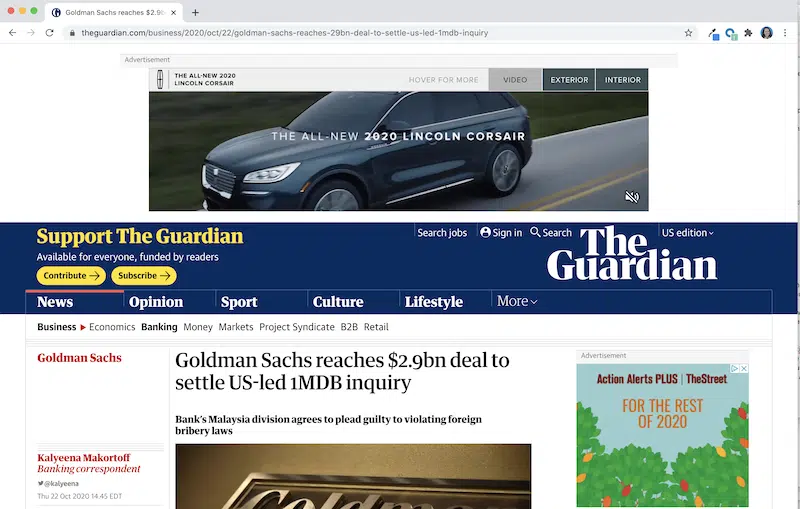 Goldman Sachs reaches $2.9b
theguardian.com/business/2020/oct/22/goldman-sachs-reaches-29bn-deal-to-settle-us-led-1mdb-inquiry
Advertisement
THE ALL-NEW 2020
LINCOLN CORSAIR
HOVER FOR MORE
VIDEO
EXTERIOR
INTERIOR
THE ALL-NEW 2020 LINCOLN CORSAIR
Support The Guardian
Available for everyone, funded by readers
Contribute
Subscribe
Search jobs
Sign in
Search
US edition
The
Guardian
News
Opinion
Sport
Culture
Lifestyle
More
Business
Economics
Banking
Money
Markets
Project Syndicate
B2B
Retail
Goldman Sachs
Goldman Sachs reaches $2.9bn deal to
settle US-led 1MDB inquiry
Bank's Malaysia division agrees to plead guilty to violating foreign
bribery laws
Kalyeena Makortoff
Banking correspondent
@kalyeena
Thu 22 Oct 2020 14.45 EDT
Goldman
Advertisement
Action Alerts PLUS | TheStreet
FOR THE REST
OF 2020